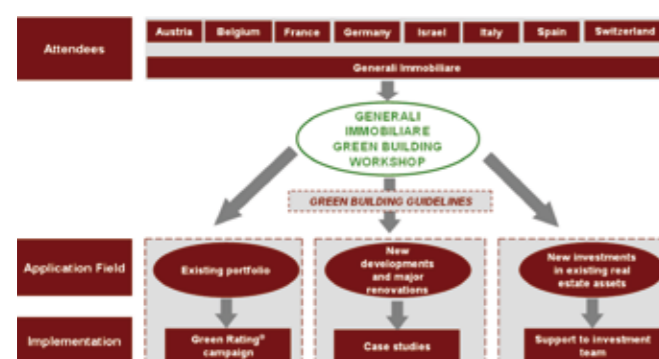 Attendees
Austria
Belgium
France
Germany
Israel
Italy
Spain
Switzerland
Generali Immobiliare
GENERALI
IMMOBILIARE
GREEN BUILDING
WORKSHOP
GREEN BUILDING GUIDELINES
Application Field
Existing portfolio
New
developments
and major
renovations
New investments
in existing real
estate assets
Implementation
Green Rating®
campaign
Case studies
Support to investment
team